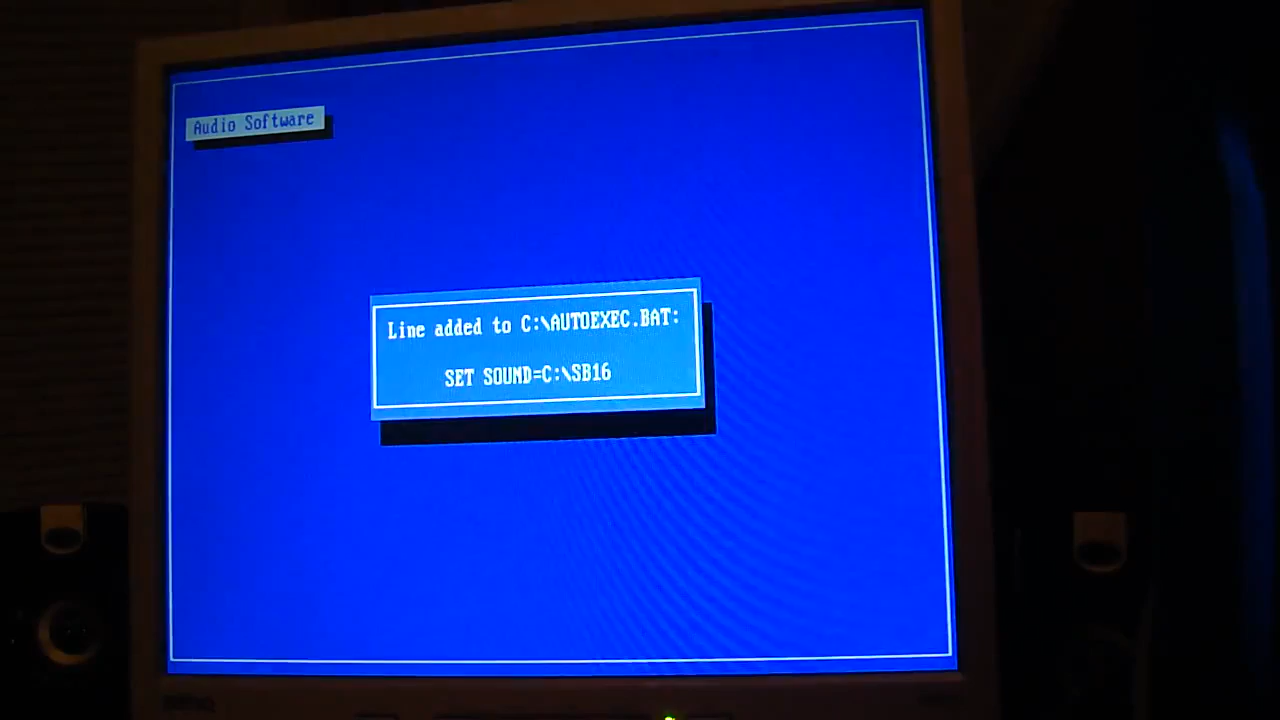 Audio Software
Line added to C:\AUTOEXEC.BAT:
SET SOUND=C:\SB16